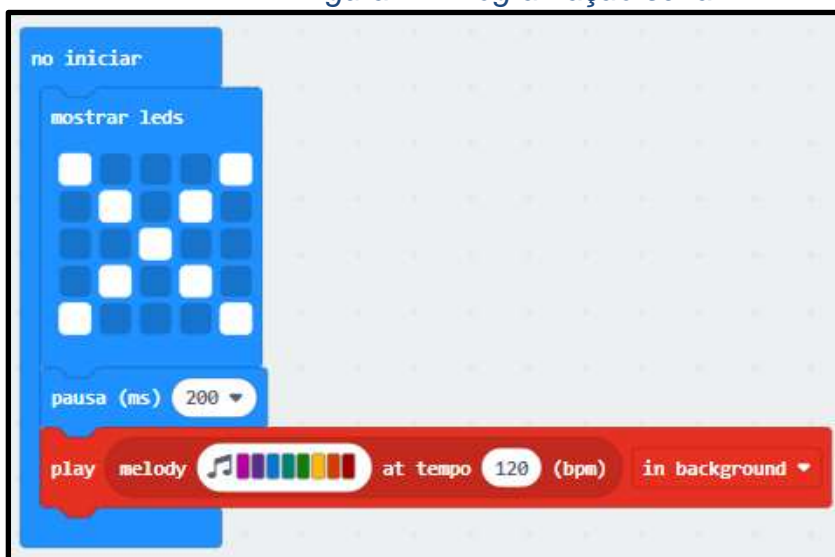 no iniciar
mostrar leds
pausa (ms) 200
play melody at tempo 120 (bpm) in background